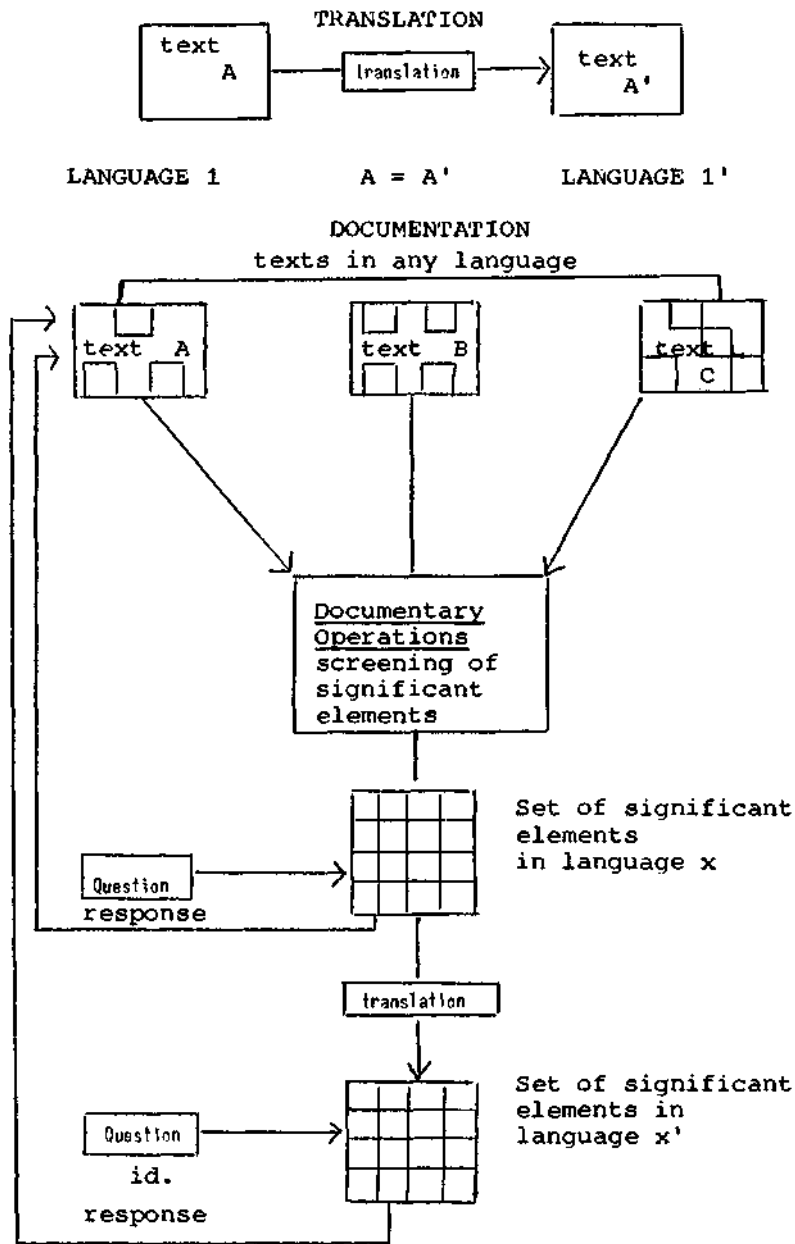 TRANSLATION
text
A
translation
text
A'
LANGUAGE 1
A = A'
LANGUAGE 1'
DOCUMENTATION
texts in any language
text A
text B
text
C
Documentary
Operations
screening of
significant
elements
Set of significant
elements
in language x
Question
response
translation
Set of significant
elements in
language x'
Question
id.
response